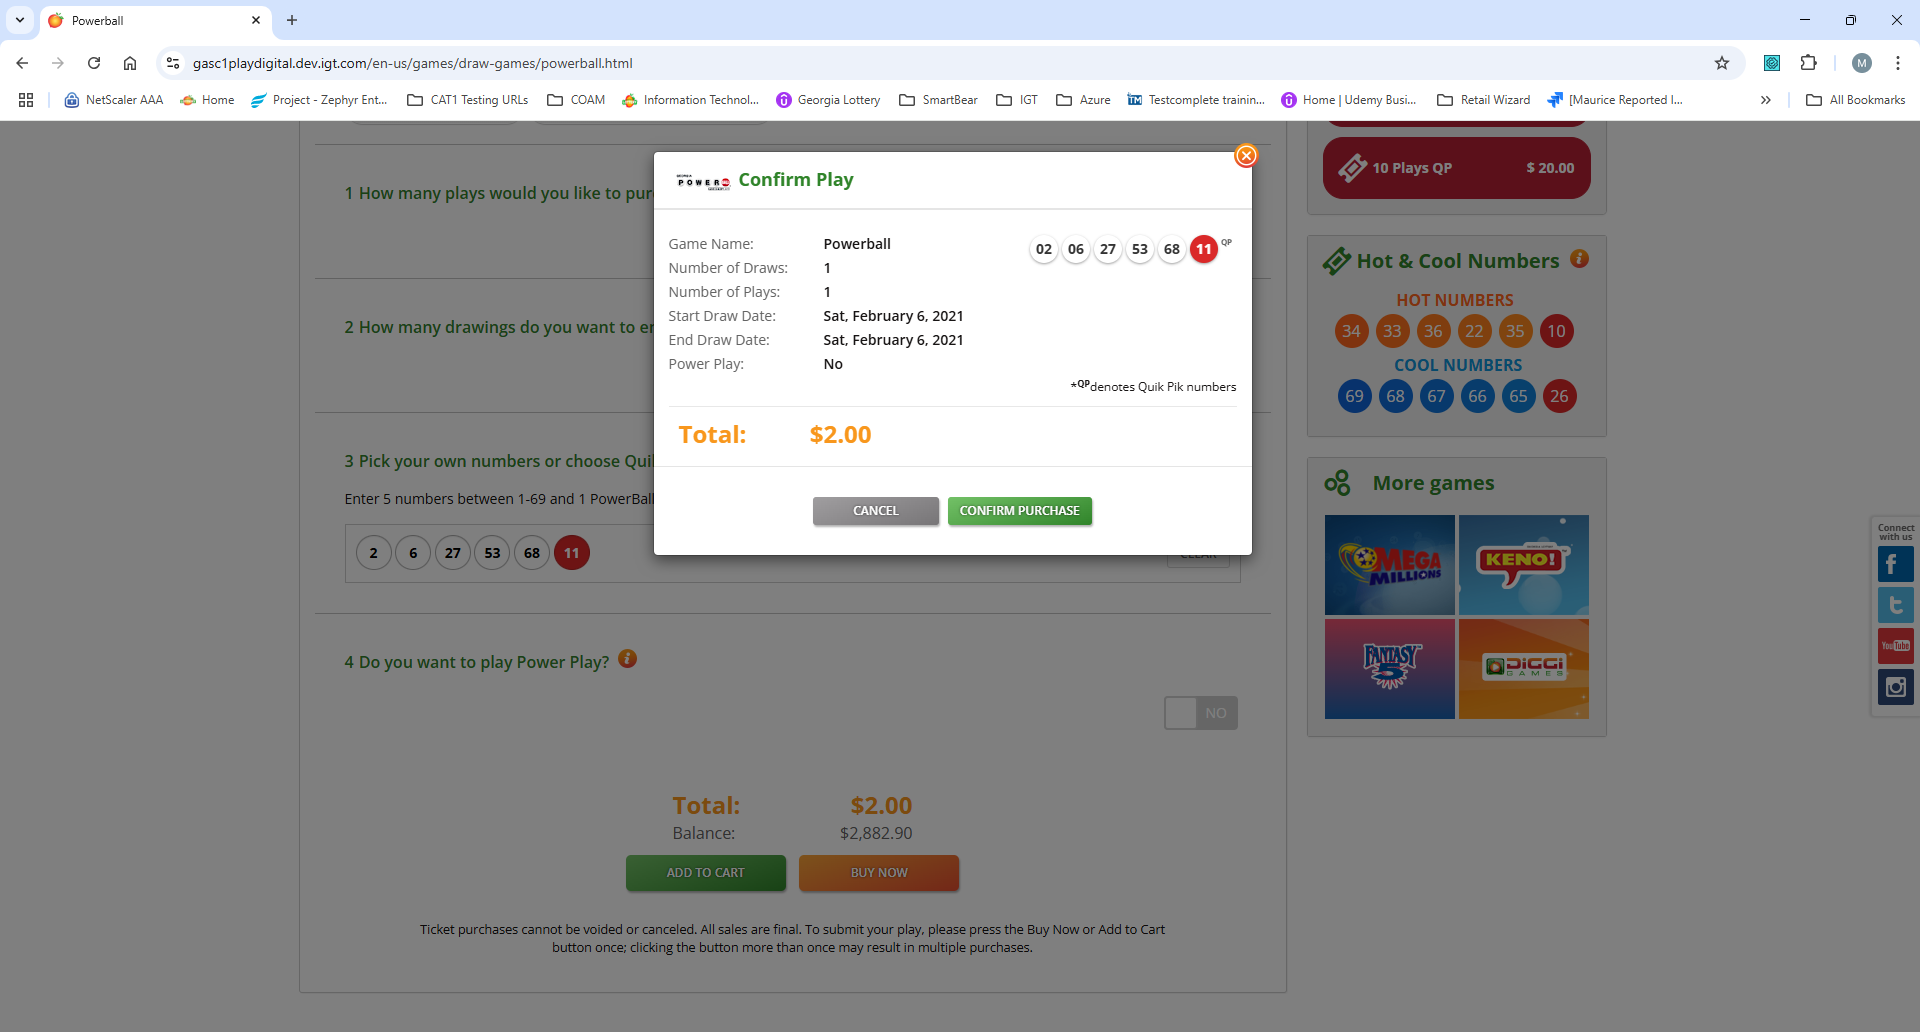 Powerball
gasc1playdigital.dev.igt.com/en-us/games/draw-games/powerball.html
M
NetScaler AAA
Home
Project - Zephyr Ent...
CAT1 Testing URLs
COAM
Information Technol...
Georgia Lottery
SmartBear
IGT
Azure
Testcomplete trainin...
Home | Udemy Busi...
Retail Wizard
[Maurice Reported I...
All Bookmarks
1 How many plays would you like to pur
2 How many drawings do you want to en
3 Pick your own numbers or choose Qui
Enter 5 numbers between 1-69 and 1 PowerBall
2 6 27 53 68 11
CLEAR
4 Do you want to play Power Play?
NO
Total: $2.00
Balance: $2,882.90
ADD TO CART BUY NOW
Ticket purchases cannot be voided or canceled. All sales are final. To submit your play, please press the Buy Now or Add to Cart
button once; clicking the button more than once may result in multiple purchases.
POWER Confirm Play
Game Name: Powerball
02 06 27 53 68 11 QP
Number of Draws: 1
Number of Plays: 1
Start Draw Date: Sat, February 6, 2021
End Draw Date: Sat, February 6, 2021
Power Play: No
*QPdenotes Quik Pik numbers
Total: $2.00
CANCEL CONFIRM PURCHASE
10 Plays QP $ 20.00
Hot & Cool Numbers
HOT NUMBERS
34 33 36 22 35 10
COOL NUMBERS
69 68 67 66 65 26
More games
MEGA MILLIONS
KENO!
FANTASY 5
DIGGI GAMES
Connect
with us
YouTube